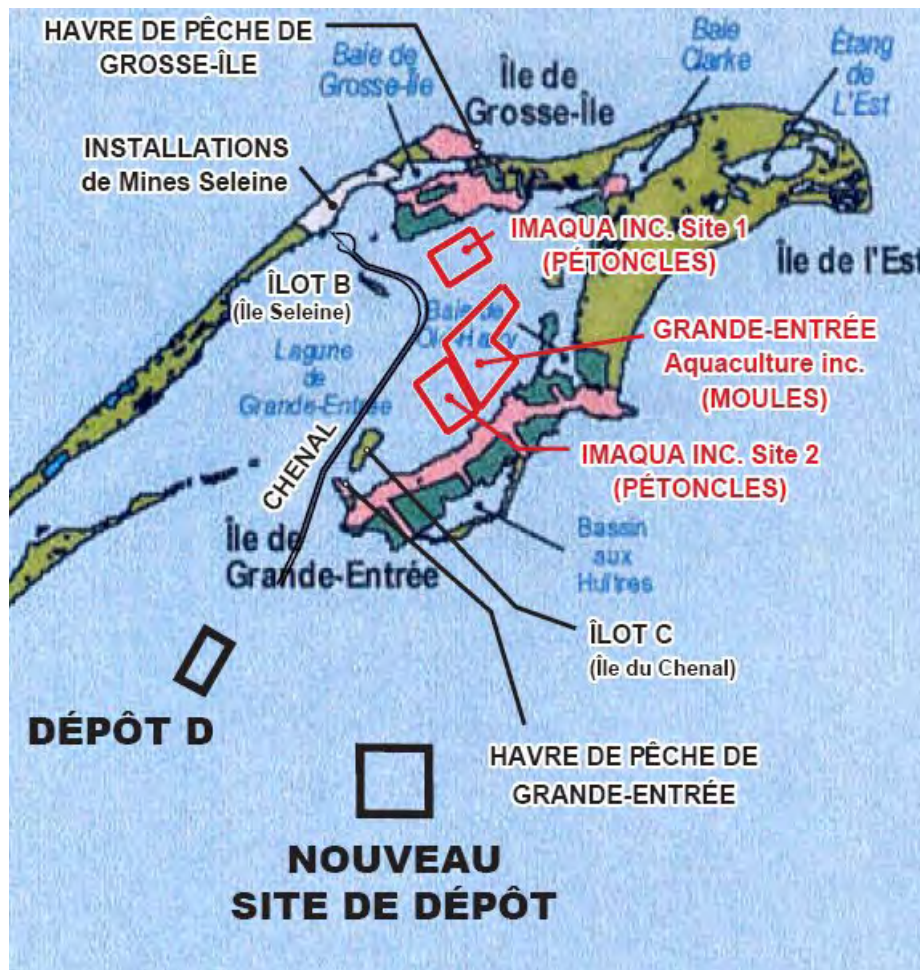 HAVRE DE PÊCHE DE
GROSSE-ÎLE
Baie de
Grosse-Île
Île de
Grosse-Île
Baie
Clarke
Étang
de
L'Est
INSTALLATIONS
de Mines Seleine
IMAQUA INC. Site 1
(PÉTONCLES)
Île de l'Est
ÎLOT B
(Île Seleine)
Baie de
Lagune
de
Grande-Entrée
GRANDE-ENTRÉE
Aquaculture inc.
(MOULES)
CHENAL
IMAQUA INC. Site 2
(PÉTONCLES)
Île de
Grande-Entrée
Bassin
aux
Huîtres
ÎLOT C
(Île du Chenal)
DÉPÔT D
HAVRE DE PÊCHE DE
GRANDE-ENTRÉE
NOUVEAU
SITE DE DÉPÔT